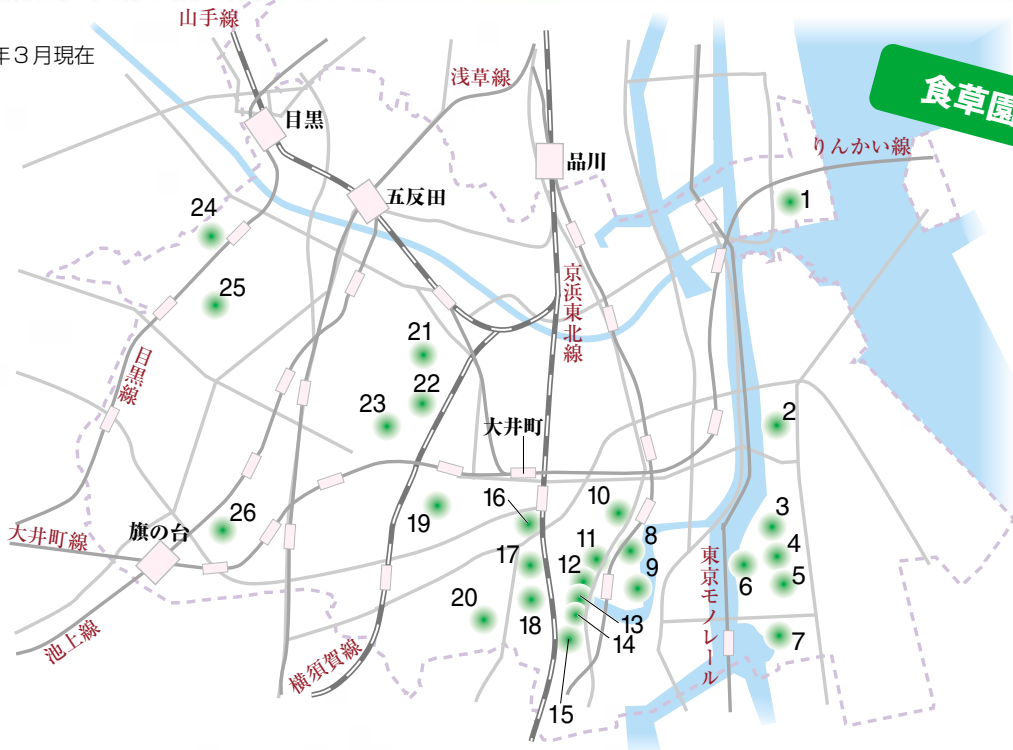 山手線
年3月現在
浅草線
食草園
目黒
品川
りんかい線
五反田
1
24
京浜東北線
25
21
目黒線
22
23
2
大井町
16
10
3
19
11
8
4
26
旗の台
大井町線
17
12
9
6
5
東京モノレール
20
18
13
14
7
池上線
横須賀線
15